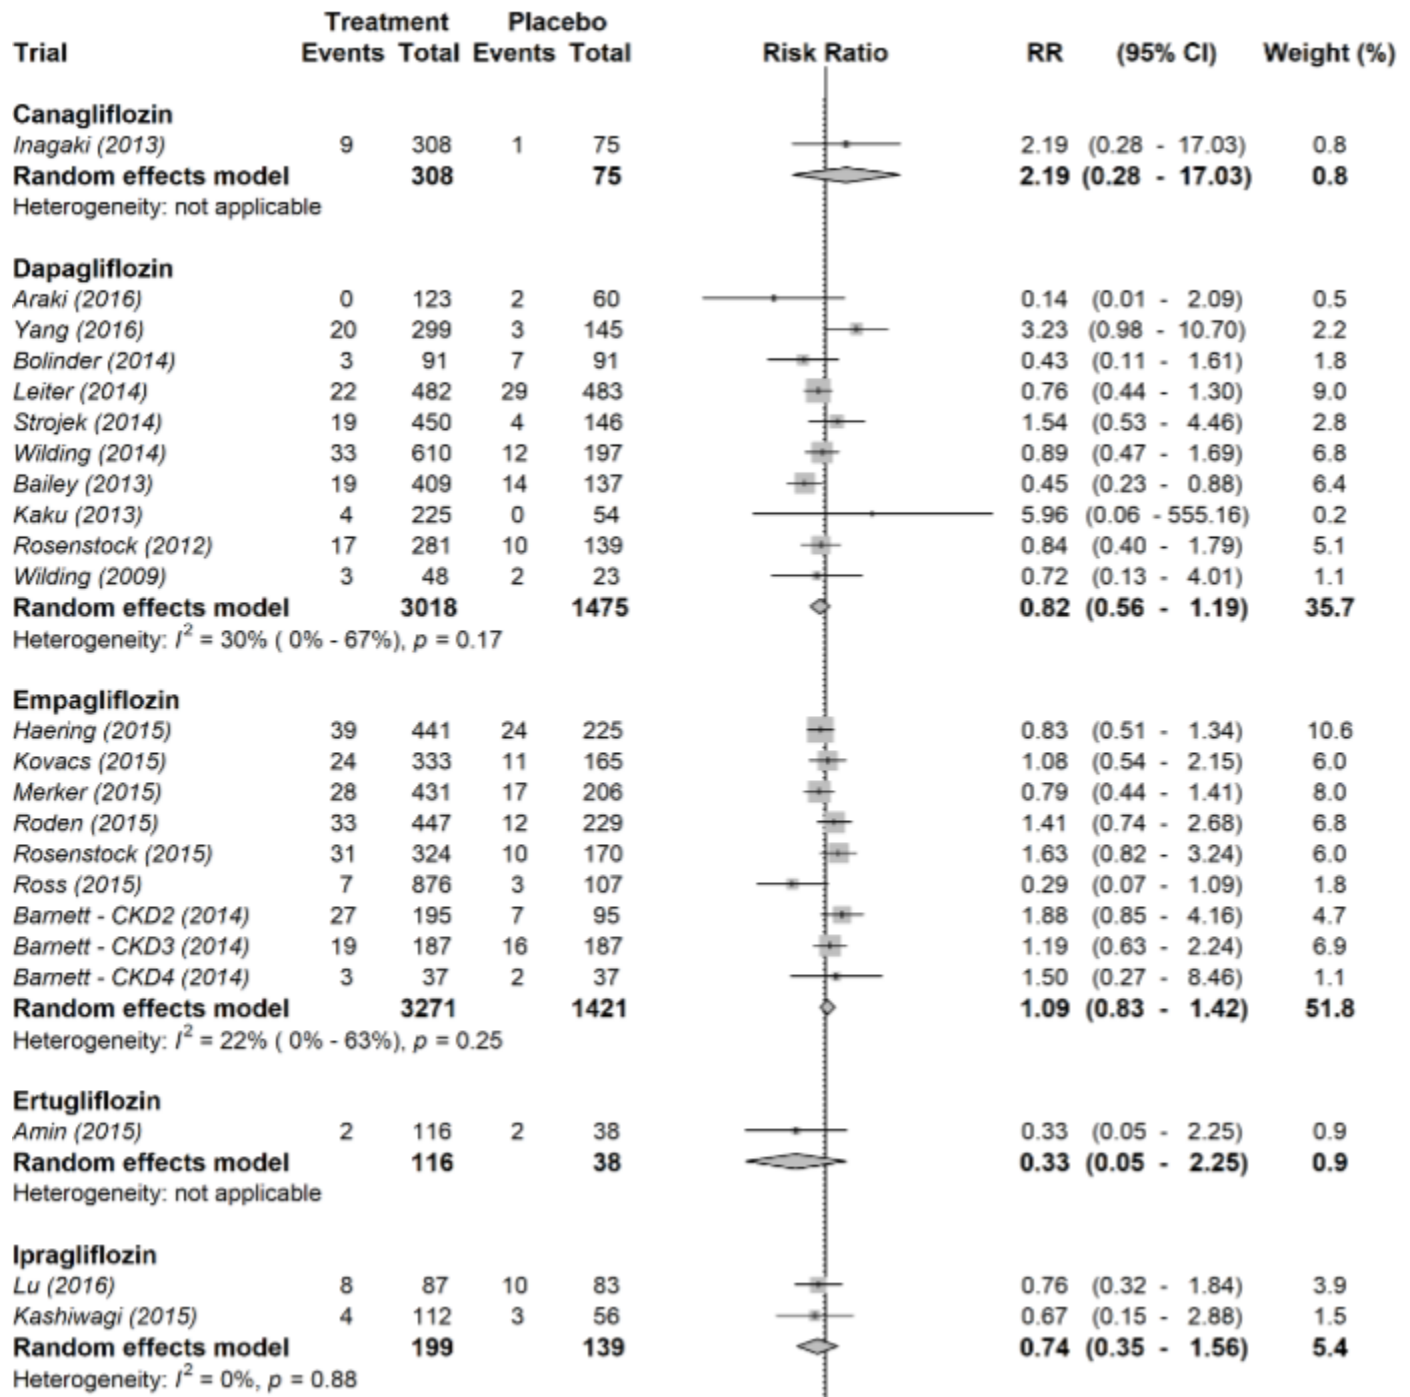 Treatment Placebo
Trial Events Total Events Total Risk Ratio RR (95% CI) Weight (%)
Canagliflozin
Inagaki (2013) 9 308 1 75 2.19 (0.28 - 17.03) 0.8
Random effects model 308 75 2.19 (0.28 - 17.03) 0.8
Heterogeneity: not applicable
Dapagliflozin
Araki (2016) 0 123 2 60 0.14 (0.01 - 2.09) 0.5
Yang (2016) 20 299 3 145 3.23 (0.98 - 10.70) 2.2
Bolinder (2014) 3 91 7 91 0.43 (0.11 - 1.61) 1.8
Leiter (2014) 22 482 29 483 0.76 (0.44 - 1.30) 9.0
Strojek (2014) 19 450 4 146 1.54 (0.53 - 4.46) 2.8
Wilding (2014) 33 610 12 197 0.89 (0.47 - 1.69) 6.8
Bailey (2013) 19 409 14 137 0.45 (0.23 - 0.88) 6.4
Kaku (2013) 4 225 0 54 5.96 (0.06 - 555.16) 0.2
Rosenstock (2012) 17 281 10 139 0.84 (0.40 - 1.79) 5.1
Wilding (2009) 3 48 2 23 0.72 (0.13 - 4.01) 1.1
Random effects model 3018 1475 0.82 (0.56 - 1.19) 35.7
Heterogeneity: I² = 30% ( 0% - 67%), p = 0.17
Empagliflozin
Haering (2015) 39 441 24 225 0.83 (0.51 - 1.34) 10.6
Kovacs (2015) 24 333 11 165 1.08 (0.54 - 2.15) 6.0
Merker (2015) 28 431 17 206 0.79 (0.44 - 1.41) 8.0
Roden (2015) 33 447 12 229 1.41 (0.74 - 2.68) 6.8
Rosenstock (2015) 31 324 10 170 1.63 (0.82 - 3.24) 6.0
Ross (2015) 7 876 3 107 0.29 (0.07 - 1.09) 1.8
Barnett - CKD2 (2014) 27 195 7 95 1.88 (0.85 - 4.16) 4.7
Barnett - CKD3 (2014) 19 187 16 187 1.19 (0.63 - 2.24) 6.9
Barnett - CKD4 (2014) 3 37 2 37 1.50 (0.27 - 8.46) 1.1
Random effects model 3271 1421 1.09 (0.83 - 1.42) 51.8
Heterogeneity: I² = 22% ( 0% - 63%), p = 0.25
Ertugliflozin
Amin (2015) 2 116 2 38 0.33 (0.05 - 2.25) 0.9
Random effects model 116 38 0.33 (0.05 - 2.25) 0.9
Heterogeneity: not applicable
Ipragliflozin
Lu (2016) 8 87 10 83 0.76 (0.32 - 1.84) 3.9
Kashiwagi (2015) 4 112 3 56 0.67 (0.15 - 2.88) 1.5
Random effects model 199 139 0.74 (0.35 - 1.56) 5.4
Heterogeneity: I² = 0%, p = 0.88